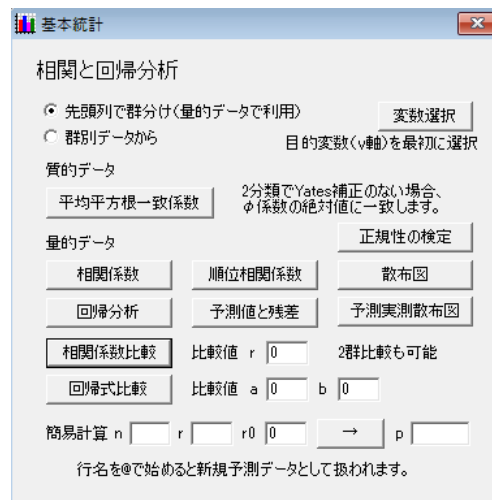 基本統計
相関と回帰分析
先頭列で群分け(量的データで利用)
変数選択
群別データから
目的変数(y軸)を最初に選択
質的データ
平均平方根一致係数
2分類でYates補正のない場合、
φ係数の絶対値に一致します。
量的データ
正規性の検定
相関係数 順位相関係数 散布図
回帰分析 予測値と残差 予測実測散布図
相関係数比較 比較値 r 0 2群比較も可能
回帰式比較 比較値 a 0 b 0
簡易計算 n r r0 0 → p
行名を@で始めると新規予測データとして扱われます。